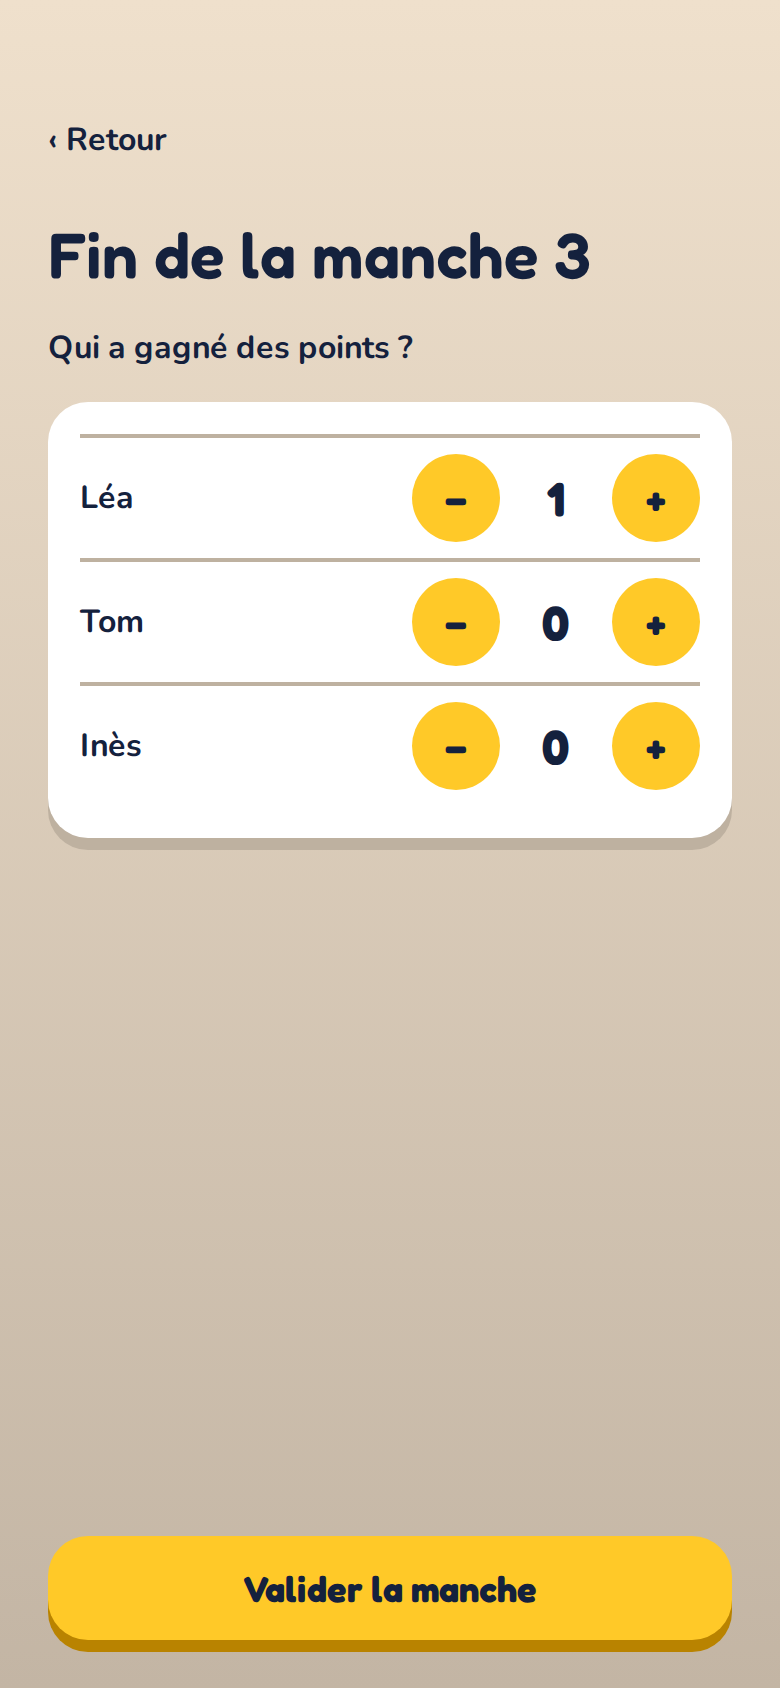 ‹ Retour
Fin de la manche 3
Qui a gagné des points ?
Léa − 1 +
Tom − 0 +
Inès − 0 +
Valider la manche